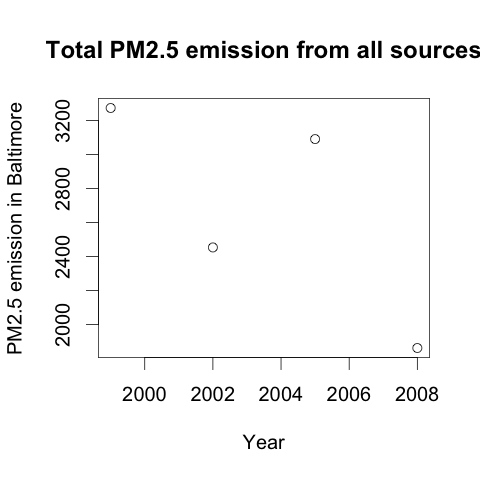 Total PM2.5 emission from all sources
PM2.5 emission in Baltimore
3200
2800
2400
2000
2000 2002 2004 2006 2008
Year